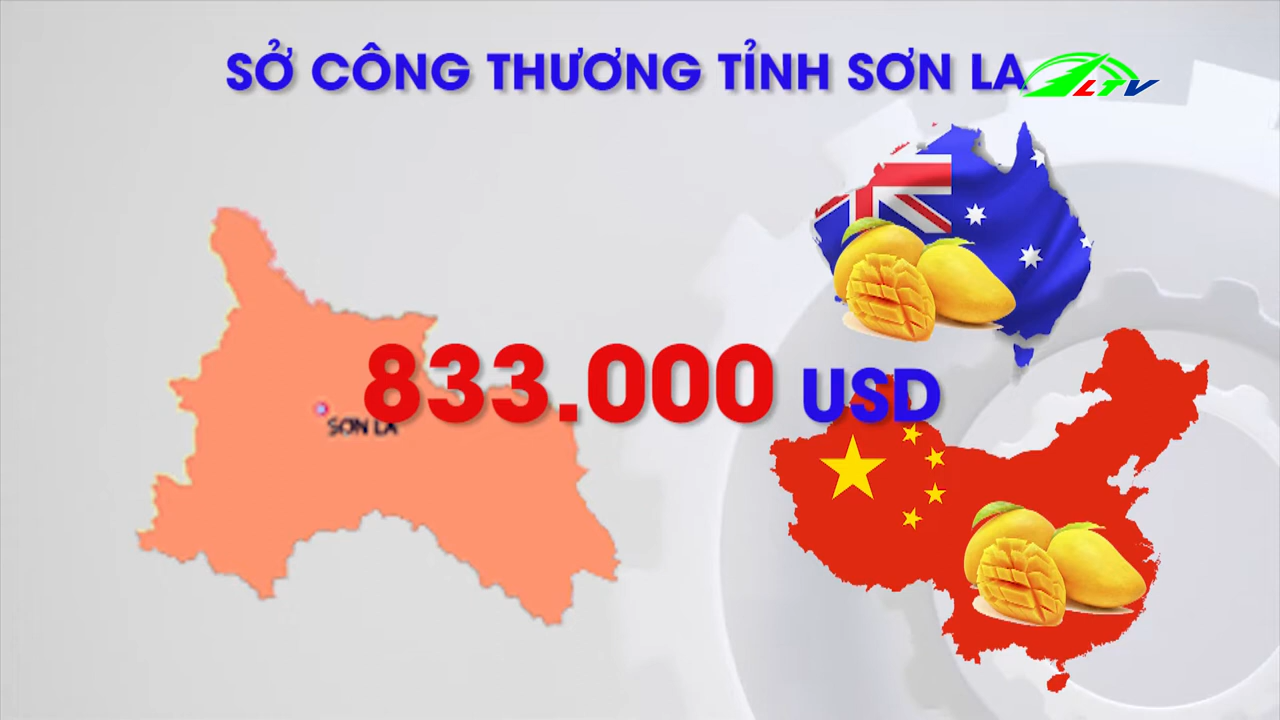 SỞ CÔNG THƯƠNG TỈNH SƠN LA
LTV
833.000 USD
SƠN LA